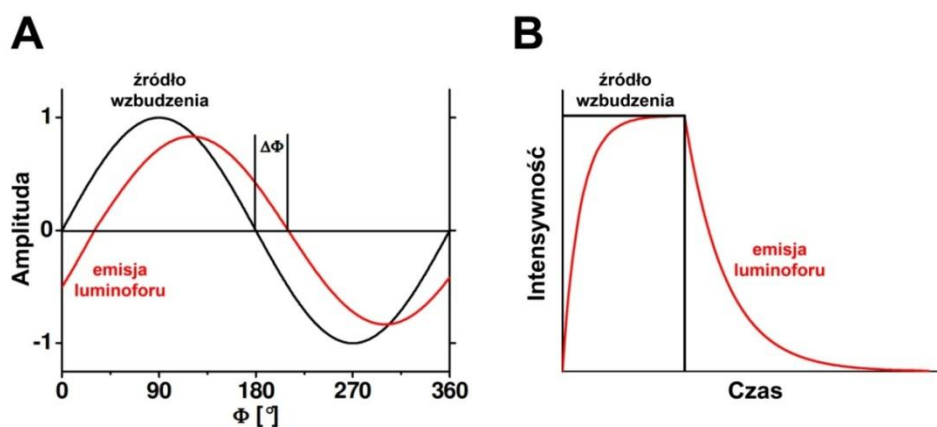 A
B
źródło
wzbudzenia
źródło
wzbudzenia
1
ΔΦ
Amplituda
0
Intensywność
emisja
luminoforu
emisja
luminoforu
-1
0
90
180
270
360
Czas
Φ [°]